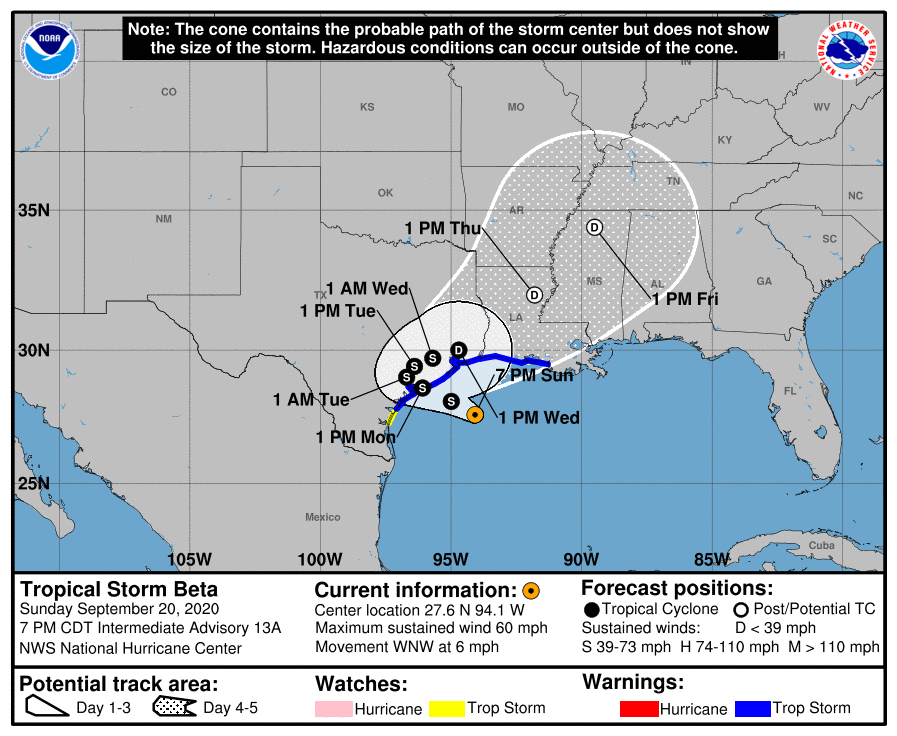 Note: The cone contains the probable path of the storm center but does not show
the size of the storm. Hazardous conditions can occur outside of the cone.
NOAA
NATIONAL WEATHER SERVICE
CO
KS
MO
IN
H
WV
KY
OK
AR
TN
NC
35N
NM
SC
1 PM Thu
D
MS
AL
GA
TX
1 AM Wed
D
1 PM Fri
1 PM Tue
LA
30N
D
S
S
S
7 PM Sun
S
FL
1 AM Tue
S
1 PM Wed
1 PM Mon
25N
Mexico
Cuba
105W
100W
95W
90W
85W
Tropical Storm Beta
Sunday September 20, 2020
7 PM CDT Intermediate Advisory 13A
NWS National Hurricane Center
Current information:
Center location 27.6 N 94.1 W
Maximum sustained wind 60 mph
Movement WNW at 6 mph
Forecast positions:
Tropical Cyclone Post/Potential TC
Sustained winds: D < 39 mph
S 39-73 mph H 74-110 mph M > 110 mph
Potential track area:
Day 1-3 Day 4-5
Watches:
Hurricane Trop Storm
Warnings:
Hurricane Trop Storm